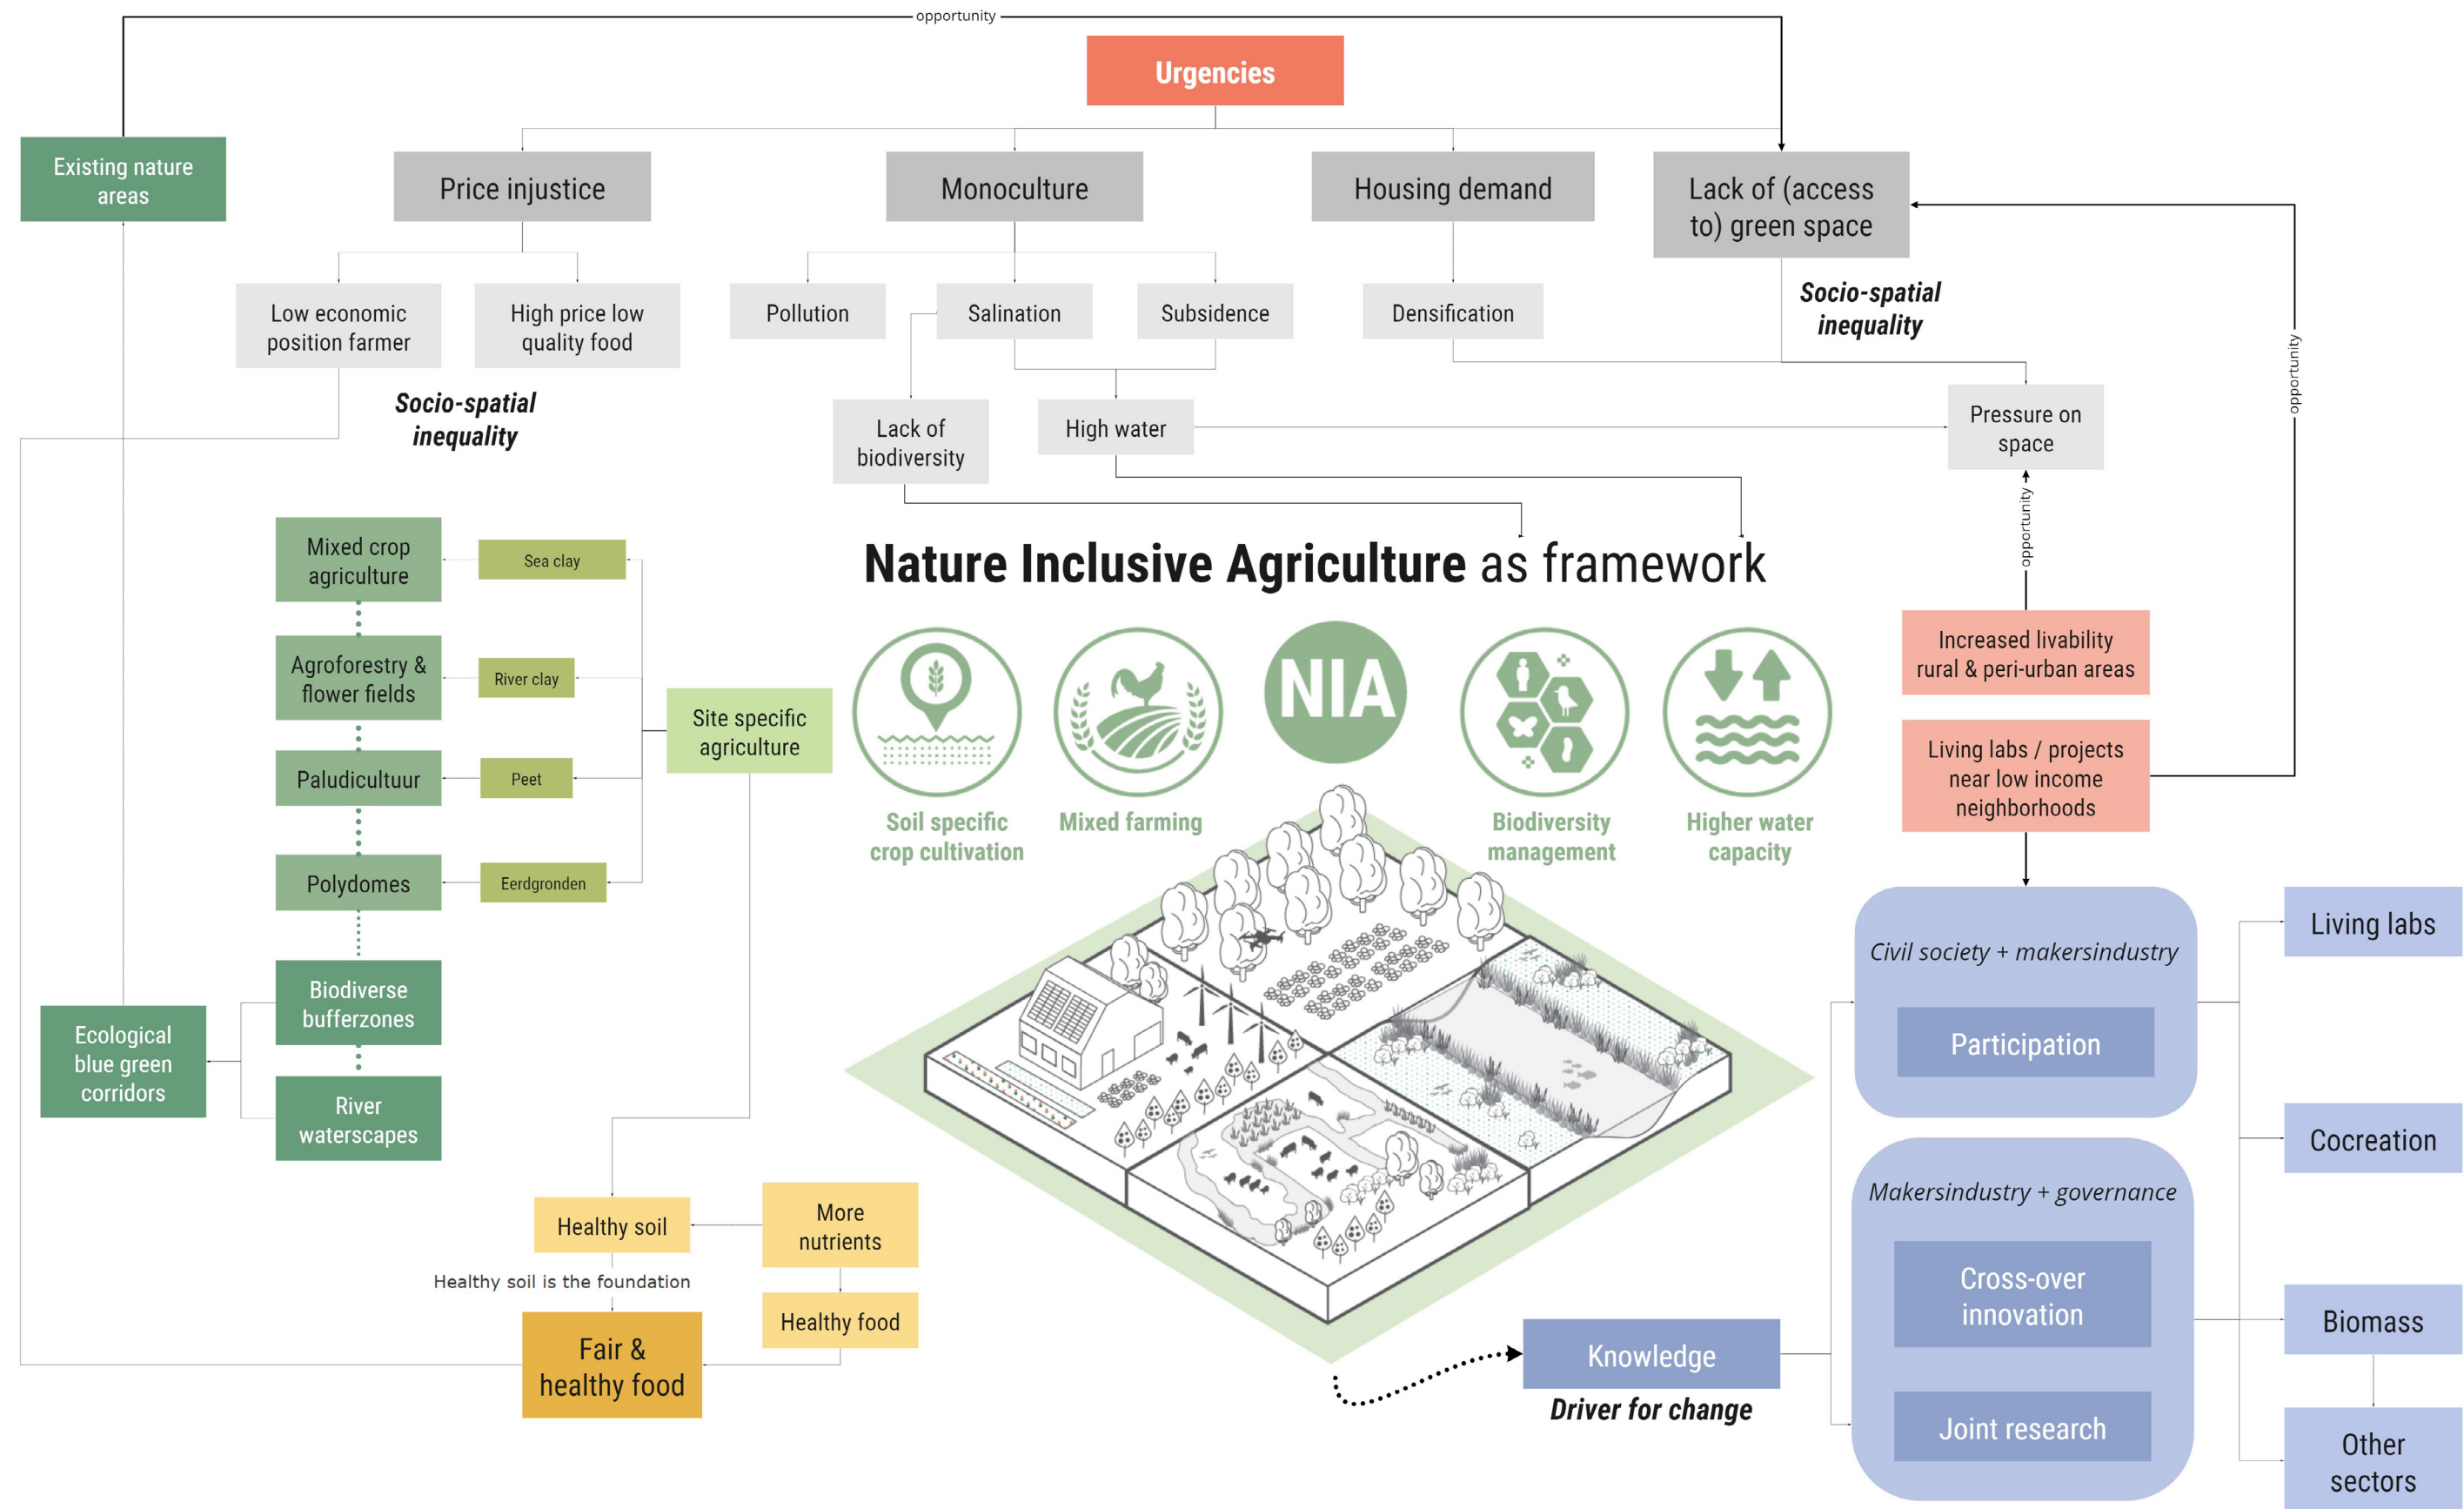 opportunity
Urgencies
Existing nature
areas
Price injustice
Monoculture
Housing demand
Lack of (access
to) green space
Low economic
position farmer
High price low
quality food
Pollution
Salination
Subsidence
Densification
Socio-spatial
inequality
opportunity
Socio-spatial
inequality
Lack of
biodiversity
High water
Pressure on
space
opportunity
Nature Inclusive Agriculture as framework
Mixed crop
agriculture
Sea clay
Agroforestry &
flower fields
River clay
Site specific
agriculture
Paludicultuur
Peet
Polydomes
Eerdgronden
NIA
Soil specific
crop cultivation
Mixed farming
Biodiversity
management
Higher water
capacity
Increased livability
rural & peri-urban areas
Living labs / projects
near low income
neighborhoods
Biodiverse
bufferzones
Ecological
blue green
corridors
River
waterscapes
Civil society + makersindustry
Participation
Living labs
Cocreation
Makersindustry + governance
Cross-over
innovation
Joint research
Biomass
Other
sectors
Healthy soil
More
nutrients
Healthy soil is the foundation
Healthy food
Fair &
healthy food
Knowledge
Driver for change